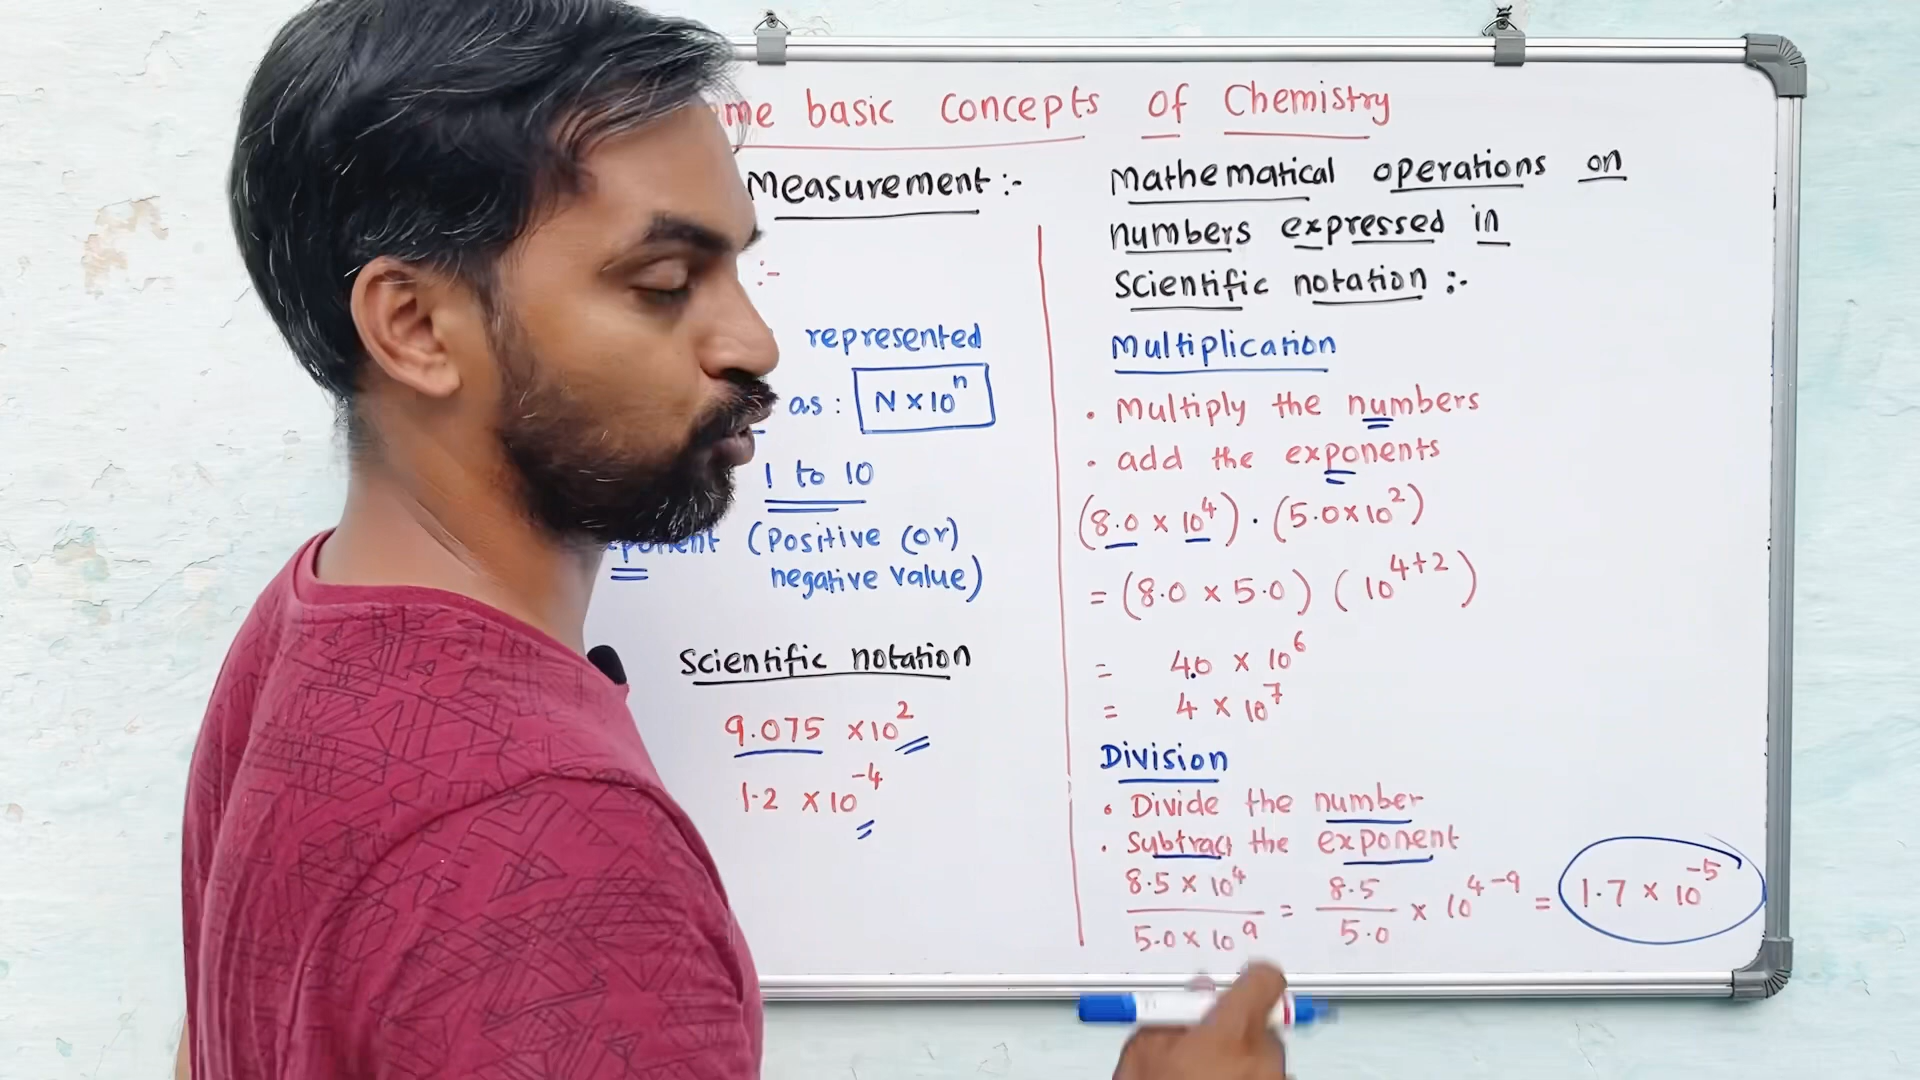 basic concepts of Chemistry
Measurement :-
:-
represented
as : N×10ⁿ
1 to 10
(Positive (or)
negative value)
Scientific notation
9.075 ×10²
1.2 ×10⁻⁴
Mathematical operations on
numbers expressed in
Scientific notation :-
Multiplication
• Multiply the numbers
• add the exponents
(8.0 × 10⁴) · (5.0×10²)
= (8.0 × 5.0) (10⁴⁺²)
= 4.0 × 10⁶
= 4 × 10⁷
Division
• Divide the number
• Subtract the exponent
8.5 × 10⁴ / 5.0 × 10⁹ = 8.5 / 5.0 × 10⁴⁻⁹ = 1.7 × 10⁻⁵